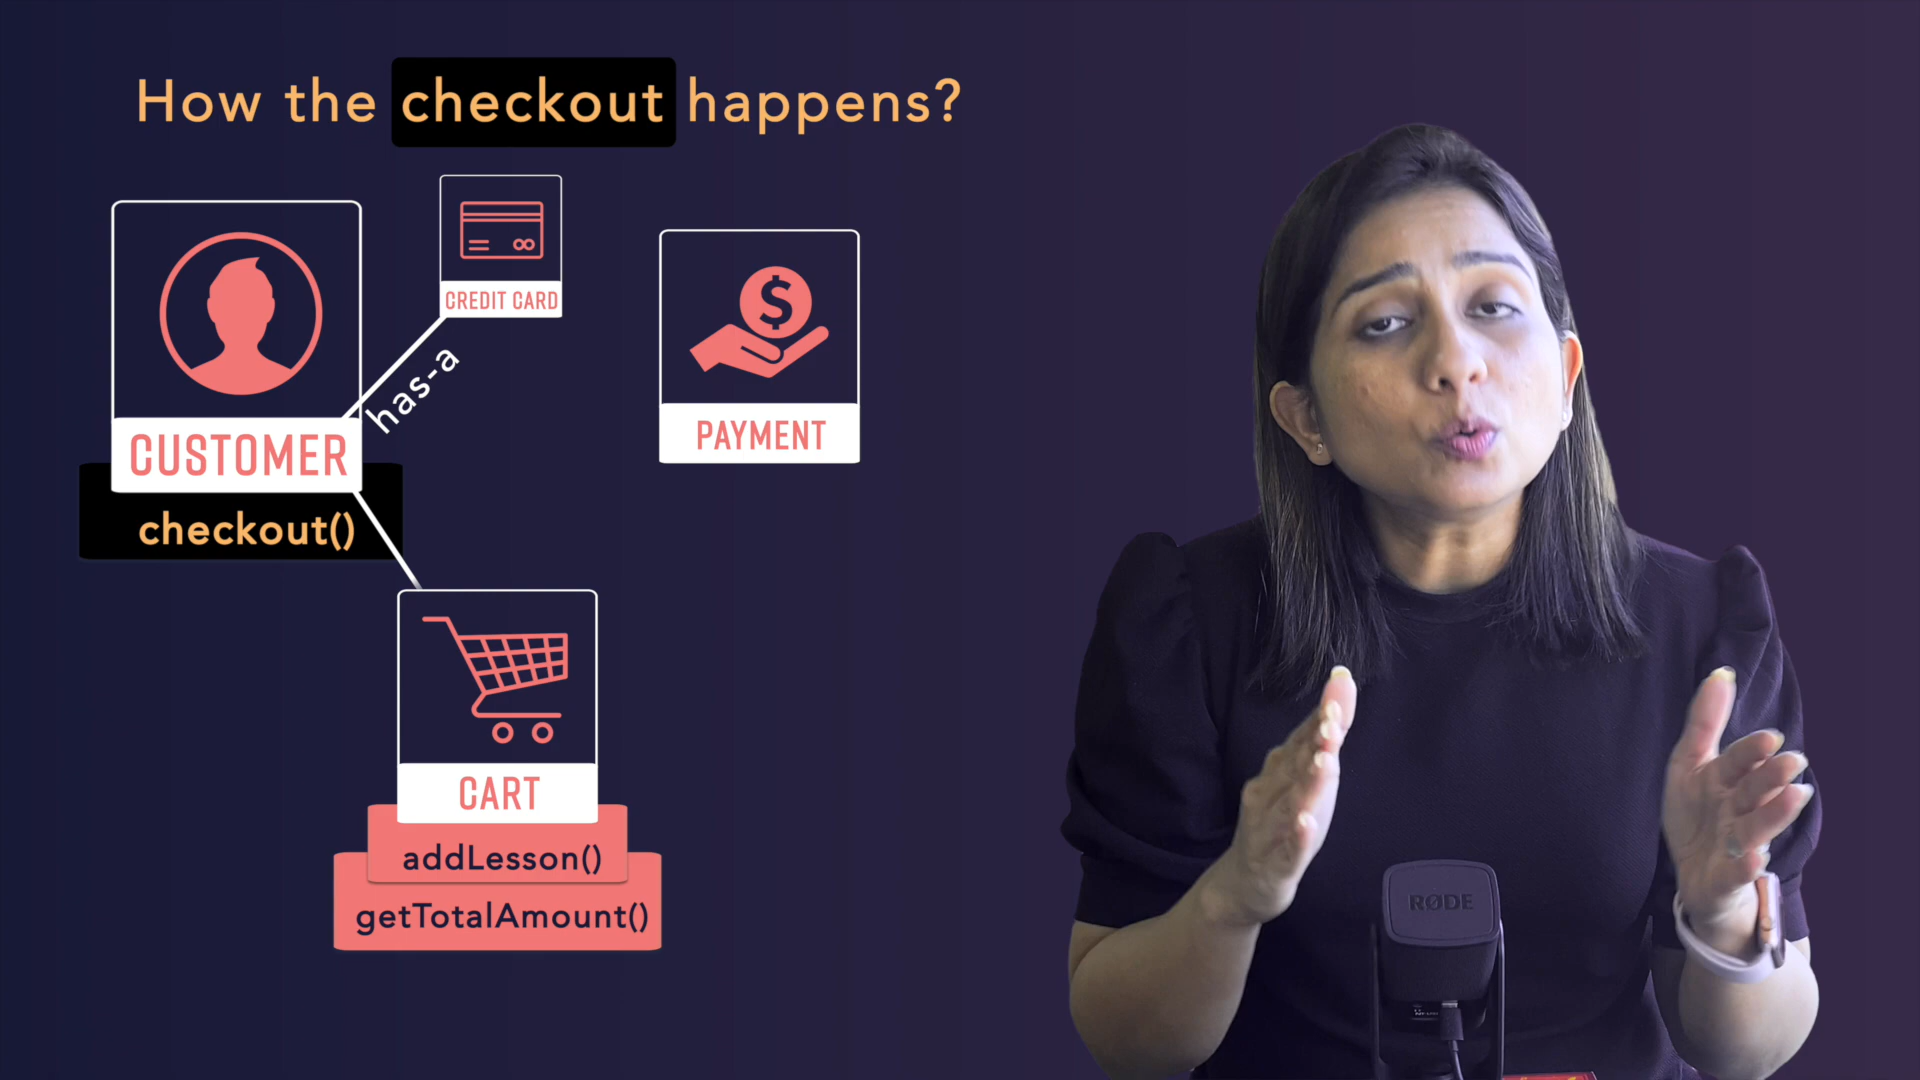 How the checkout happens?
CREDIT CARD
has-a
CUSTOMER
checkout()
PAYMENT
$
CART
addLesson()
getTotalAmount()
RØDE